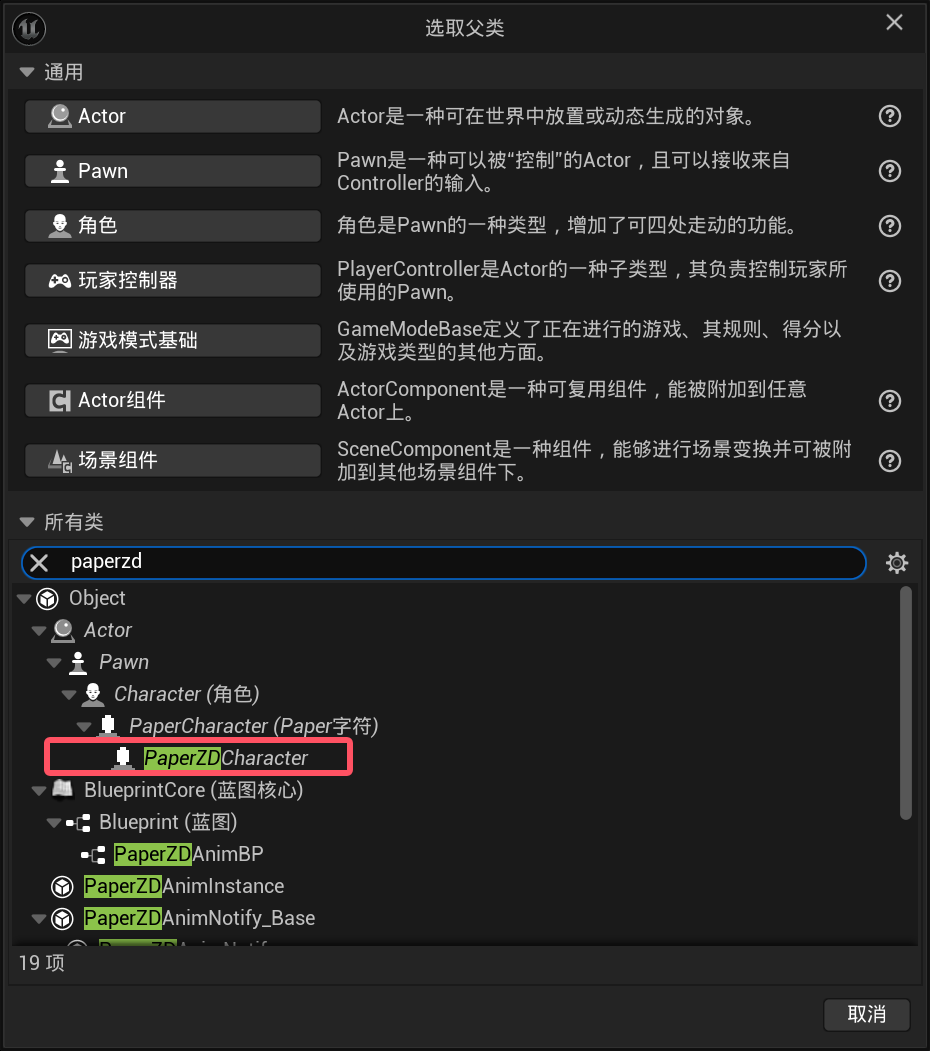 选取父类
通用
Actor
Actor是一种可在世界中放置或动态生成的对象。
Pawn
Pawn是一种可以被“控制”的Actor，且可以接收来自
Controller的输入。
角色
角色是Pawn的一种类型，增加了可四处走动的功能。
玩家控制器
PlayerController是Actor的一种子类型，其负责控制玩家所
使用的Pawn。
游戏模式基础
GameModeBase定义了正在进行的游戏、其规则、得分以
及游戏类型的其他方面。
Actor组件
ActorComponent是一种可复用组件，能被附加到任意
Actor上。
场景组件
SceneComponent是一种组件，能够进行场景变换并可被附
加到其他场景组件下。
所有类
paperzd
Object
Actor
Pawn
Character (角色)
PaperCharacter (Paper字符)
PaperZDCharacter
BlueprintCore (蓝图核心)
Blueprint (蓝图)
PaperZDAnimBP
PaperZDAnimInstance
PaperZDAnimNotify_Base
19 项
取消